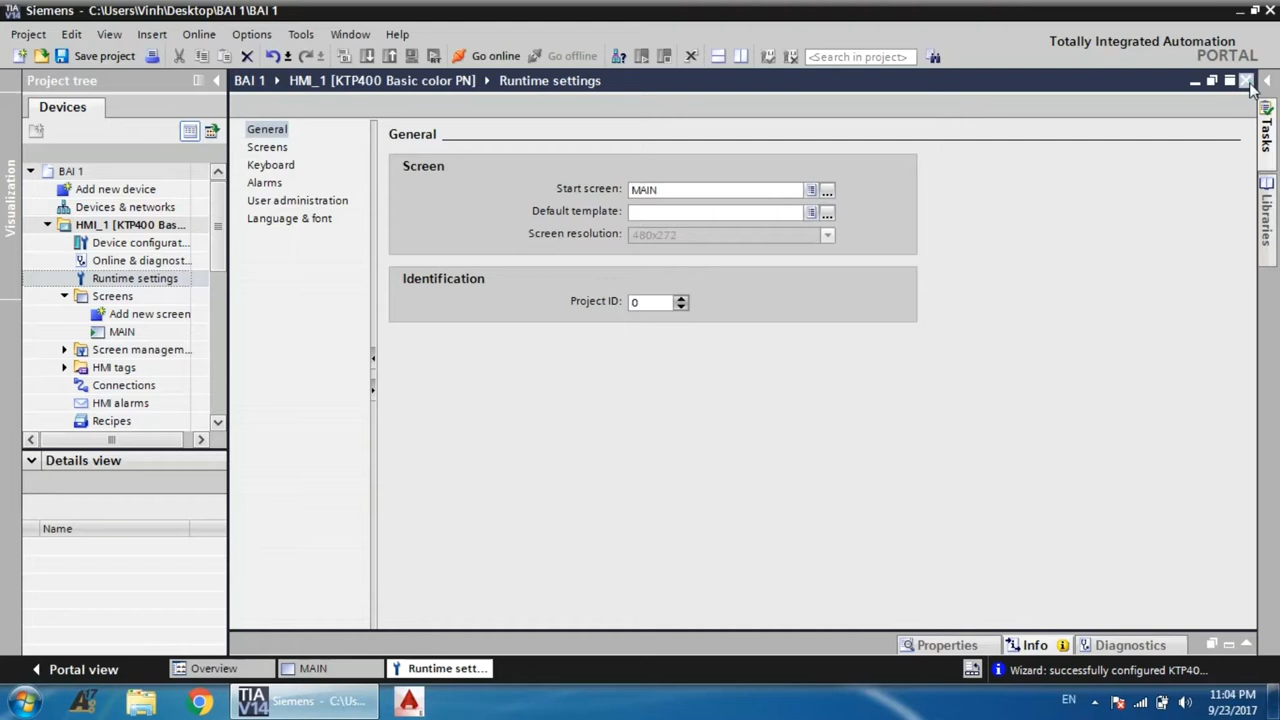 Siemens - C:\Users\Vinh\Desktop\BAI 1\BAI 1
Project Edit View Insert Online Options Tools Window Help
Totally Integrated Automation
PORTAL
Save project
Go online
Go offline
<Search in project>
Project tree
BAI 1 HMI_1 [KTP400 Basic color PN] Runtime settings
Devices
BAI 1
Add new device
Devices & networks
HMI_1 [KTP400 Bas...
Device configurat...
Online & diagnost...
Runtime settings
Screens
Add new screen
MAIN
Screen managem...
HMI tags
Connections
HMI alarms
Recipes
Visualization
Details view
Name
General
Screens
Keyboard
Alarms
User administration
Language & font
General
Screen
Start screen: MAIN
Default template:
Screen resolution: 480x272
Identification
Project ID: 0
Tasks
Libraries
Properties
Info
Diagnostics
Portal view
Overview
MAIN
Runtime sett...
Wizard: successfully configured KTP40...
TIA
V14
Siemens - C:\Us...
EN
11:04 PM
9/23/2017